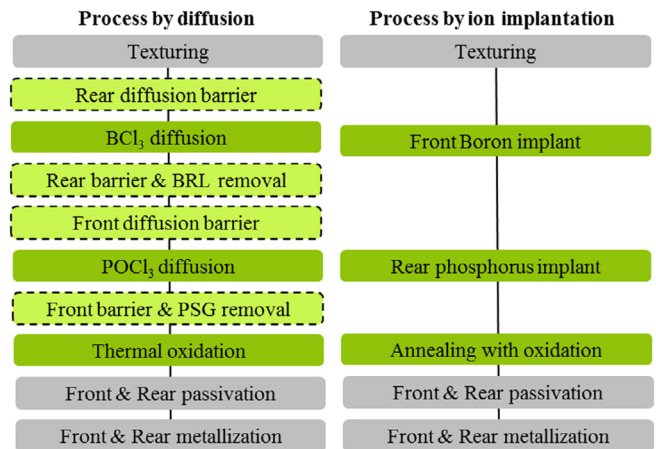 Process by diffusion
Texturing
Rear diffusion barrier
BCl₃ diffusion
Rear barrier & BRL removal
Front diffusion barrier
POCl₃ diffusion
Front barrier & PSG removal
Thermal oxidation
Front & Rear passivation
Front & Rear metallization
Process by ion implantation
Texturing
Front Boron implant
Rear phosphorus implant
Annealing with oxidation
Front & Rear passivation
Front & Rear metallization